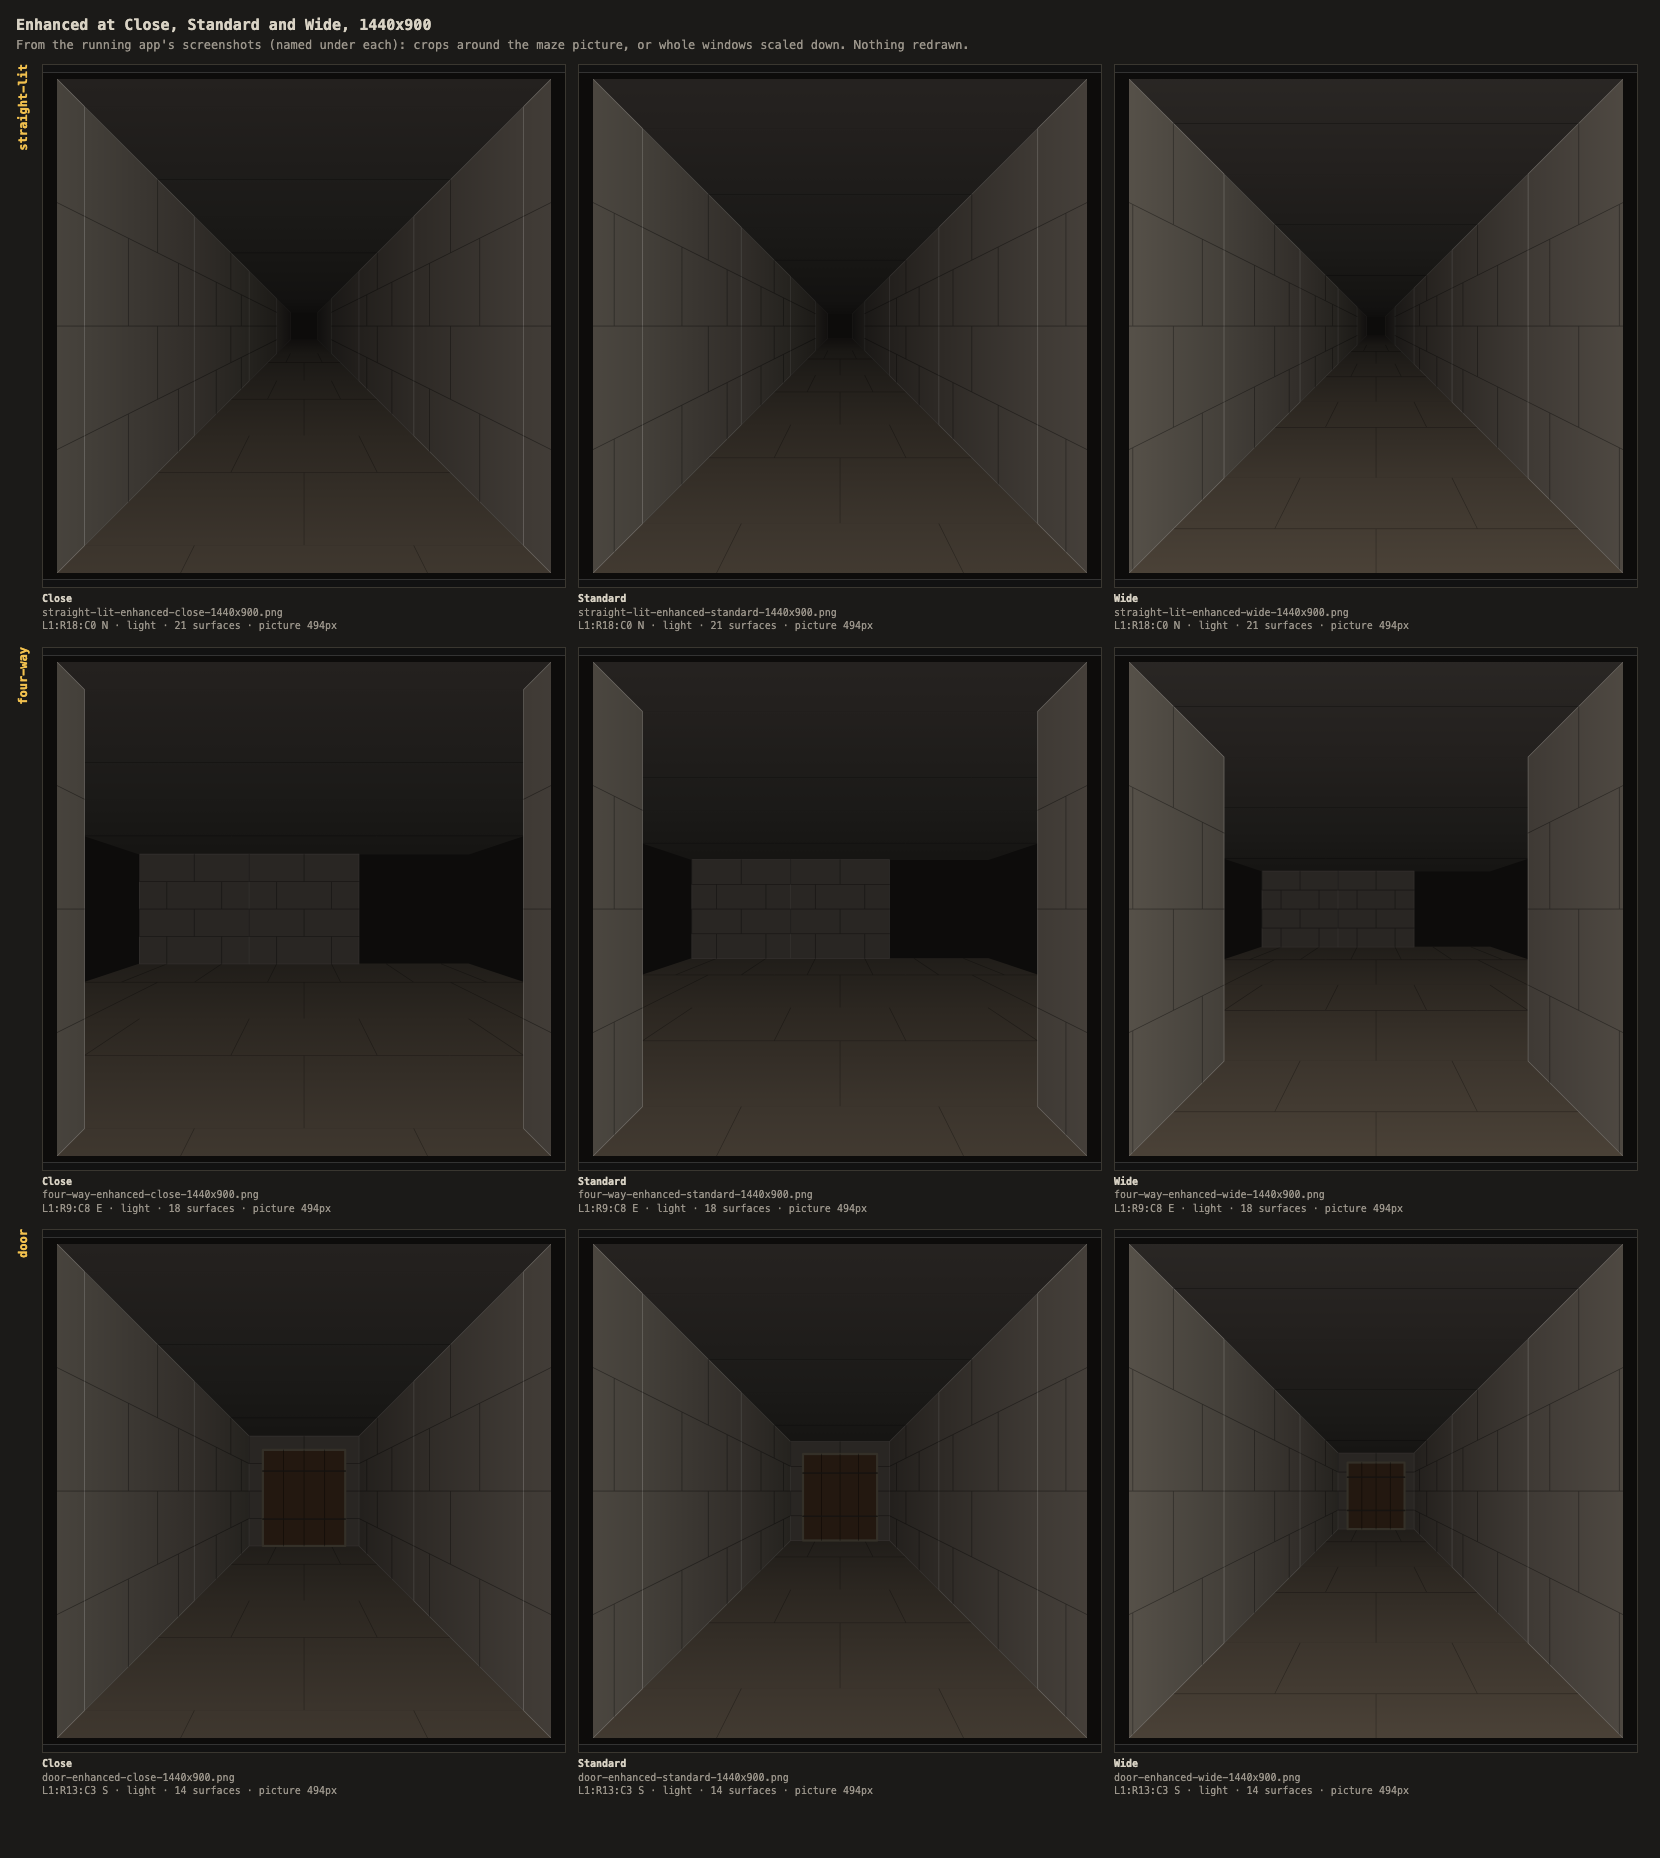 Enhanced at Close, Standard and Wide, 1440x900
From the running app's screenshots (named under each): crops around the maze picture, or whole windows scaled down. Nothing redrawn.
straight-lit
Close
straight-lit-enhanced-close-1440x900.png
L1:R18:C0 N · light · 21 surfaces · picture 494px
Standard
straight-lit-enhanced-standard-1440x900.png
L1:R18:C0 N · light · 21 surfaces · picture 494px
Wide
straight-lit-enhanced-wide-1440x900.png
L1:R18:C0 N · light · 21 surfaces · picture 494px
four-way
Close
four-way-enhanced-close-1440x900.png
L1:R9:C8 E · light · 18 surfaces · picture 494px
Standard
four-way-enhanced-standard-1440x900.png
L1:R9:C8 E · light · 18 surfaces · picture 494px
Wide
four-way-enhanced-wide-1440x900.png
L1:R9:C8 E · light · 18 surfaces · picture 494px
door
Close
door-enhanced-close-1440x900.png
L1:R13:C3 S · light · 14 surfaces · picture 494px
Standard
door-enhanced-standard-1440x900.png
L1:R13:C3 S · light · 14 surfaces · picture 494px
Wide
door-enhanced-wide-1440x900.png
L1:R13:C3 S · light · 14 surfaces · picture 494px